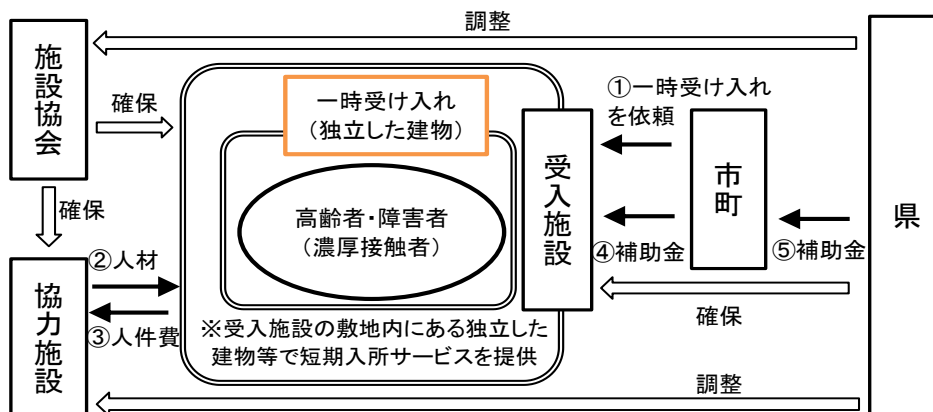 調整
施設協会
確保
一時受け入れ
（独立した建物）
①一時受け入れ
を依頼
受入施設
市町
県
高齢者・障害者
（濃厚接触者）
確保
④補助金
⑤補助金
②人材
③人件費
協力施設
確保
※受入施設の敷地内にある独立した
建物等で短期入所サービスを提供
調整